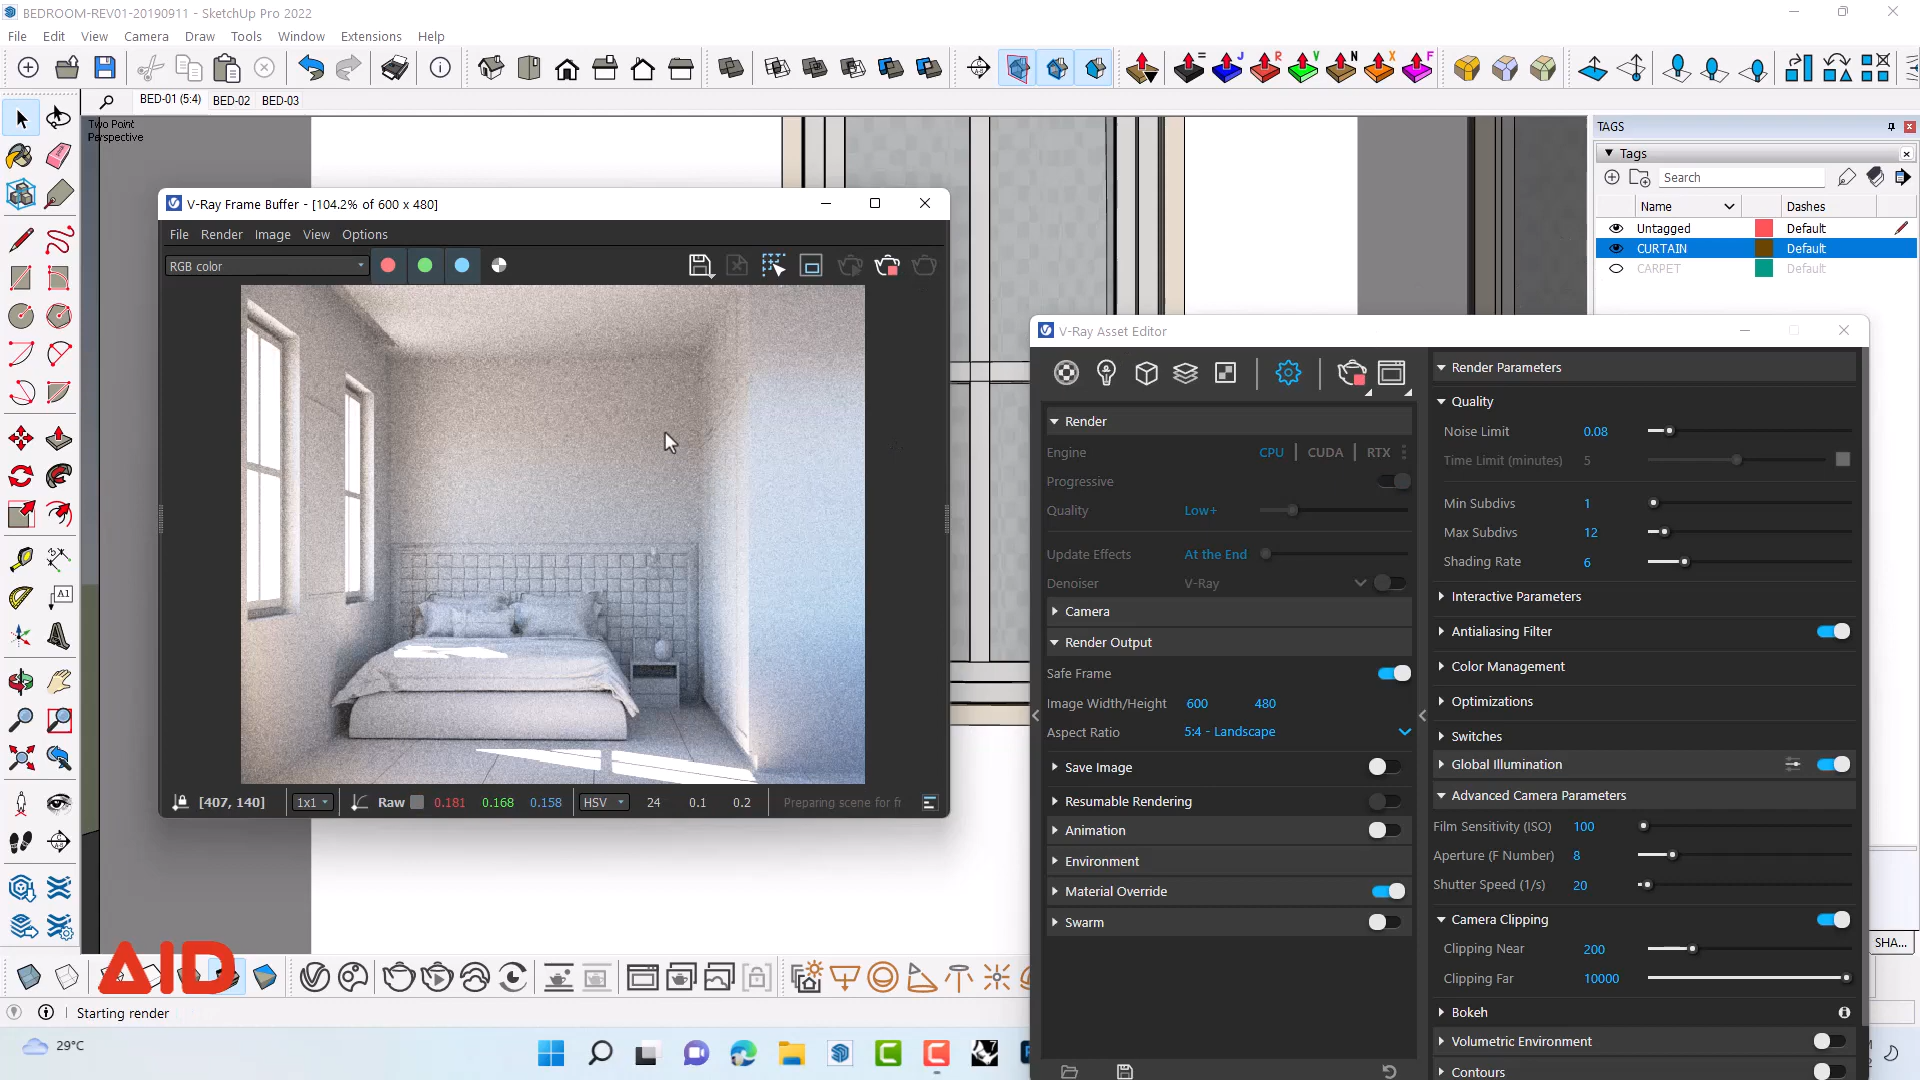 BEDROOM-REV01-20190911 - SketchUp Pro 2022
File Edit View Camera Draw Tools Window Extensions Help
BED-01 (5:4) BED-02 BED-03
Two Point
Perspective
TAGS
Tags
Search
Name Dashes
Untagged Default
CURTAIN Default
CARPET Default
V-Ray Frame Buffer - [104.2% of 600 x 480]
File Render Image View Options
RGB color
[407, 140] 1x1 Raw 0.181 0.168 0.158 HSV 24 0.1 0.2 Preparing scene for fr
V-Ray Asset Editor
Render
Engine CPU CUDA RTX
Progressive
Quality Low+
Update Effects At the End
Denoiser V-Ray
Camera
Render Output
Safe Frame
Image Width/Height 600 480
Aspect Ratio 5:4 - Landscape
Save Image
Resumable Rendering
Animation
Environment
Material Override
Swarm
Render Parameters
Quality
Noise Limit 0.08
Time Limit (minutes) 5
Min Subdivs 1
Max Subdivs 12
Shading Rate 6
Interactive Parameters
Antialiasing Filter
Color Management
Optimizations
Switches
Global Illumination
Advanced Camera Parameters
Film Sensitivity (ISO) 100
Aperture (F Number) 8
Shutter Speed (1/s) 20
Camera Clipping
Clipping Near 200
Clipping Far 10000
Bokeh
Volumetric Environment
Contours
SHA...
AID
Starting render
29°C